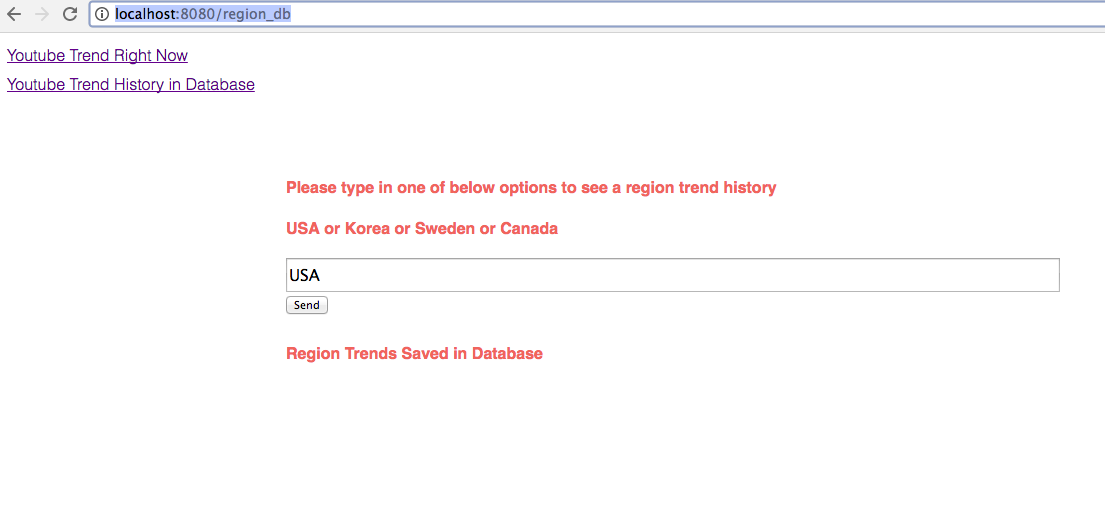 localhost:8080/region_db
Youtube Trend Right Now
Youtube Trend History in Database
Please type in one of below options to see a region trend history
USA or Korea or Sweden or Canada
USA
Send
Region Trends Saved in Database